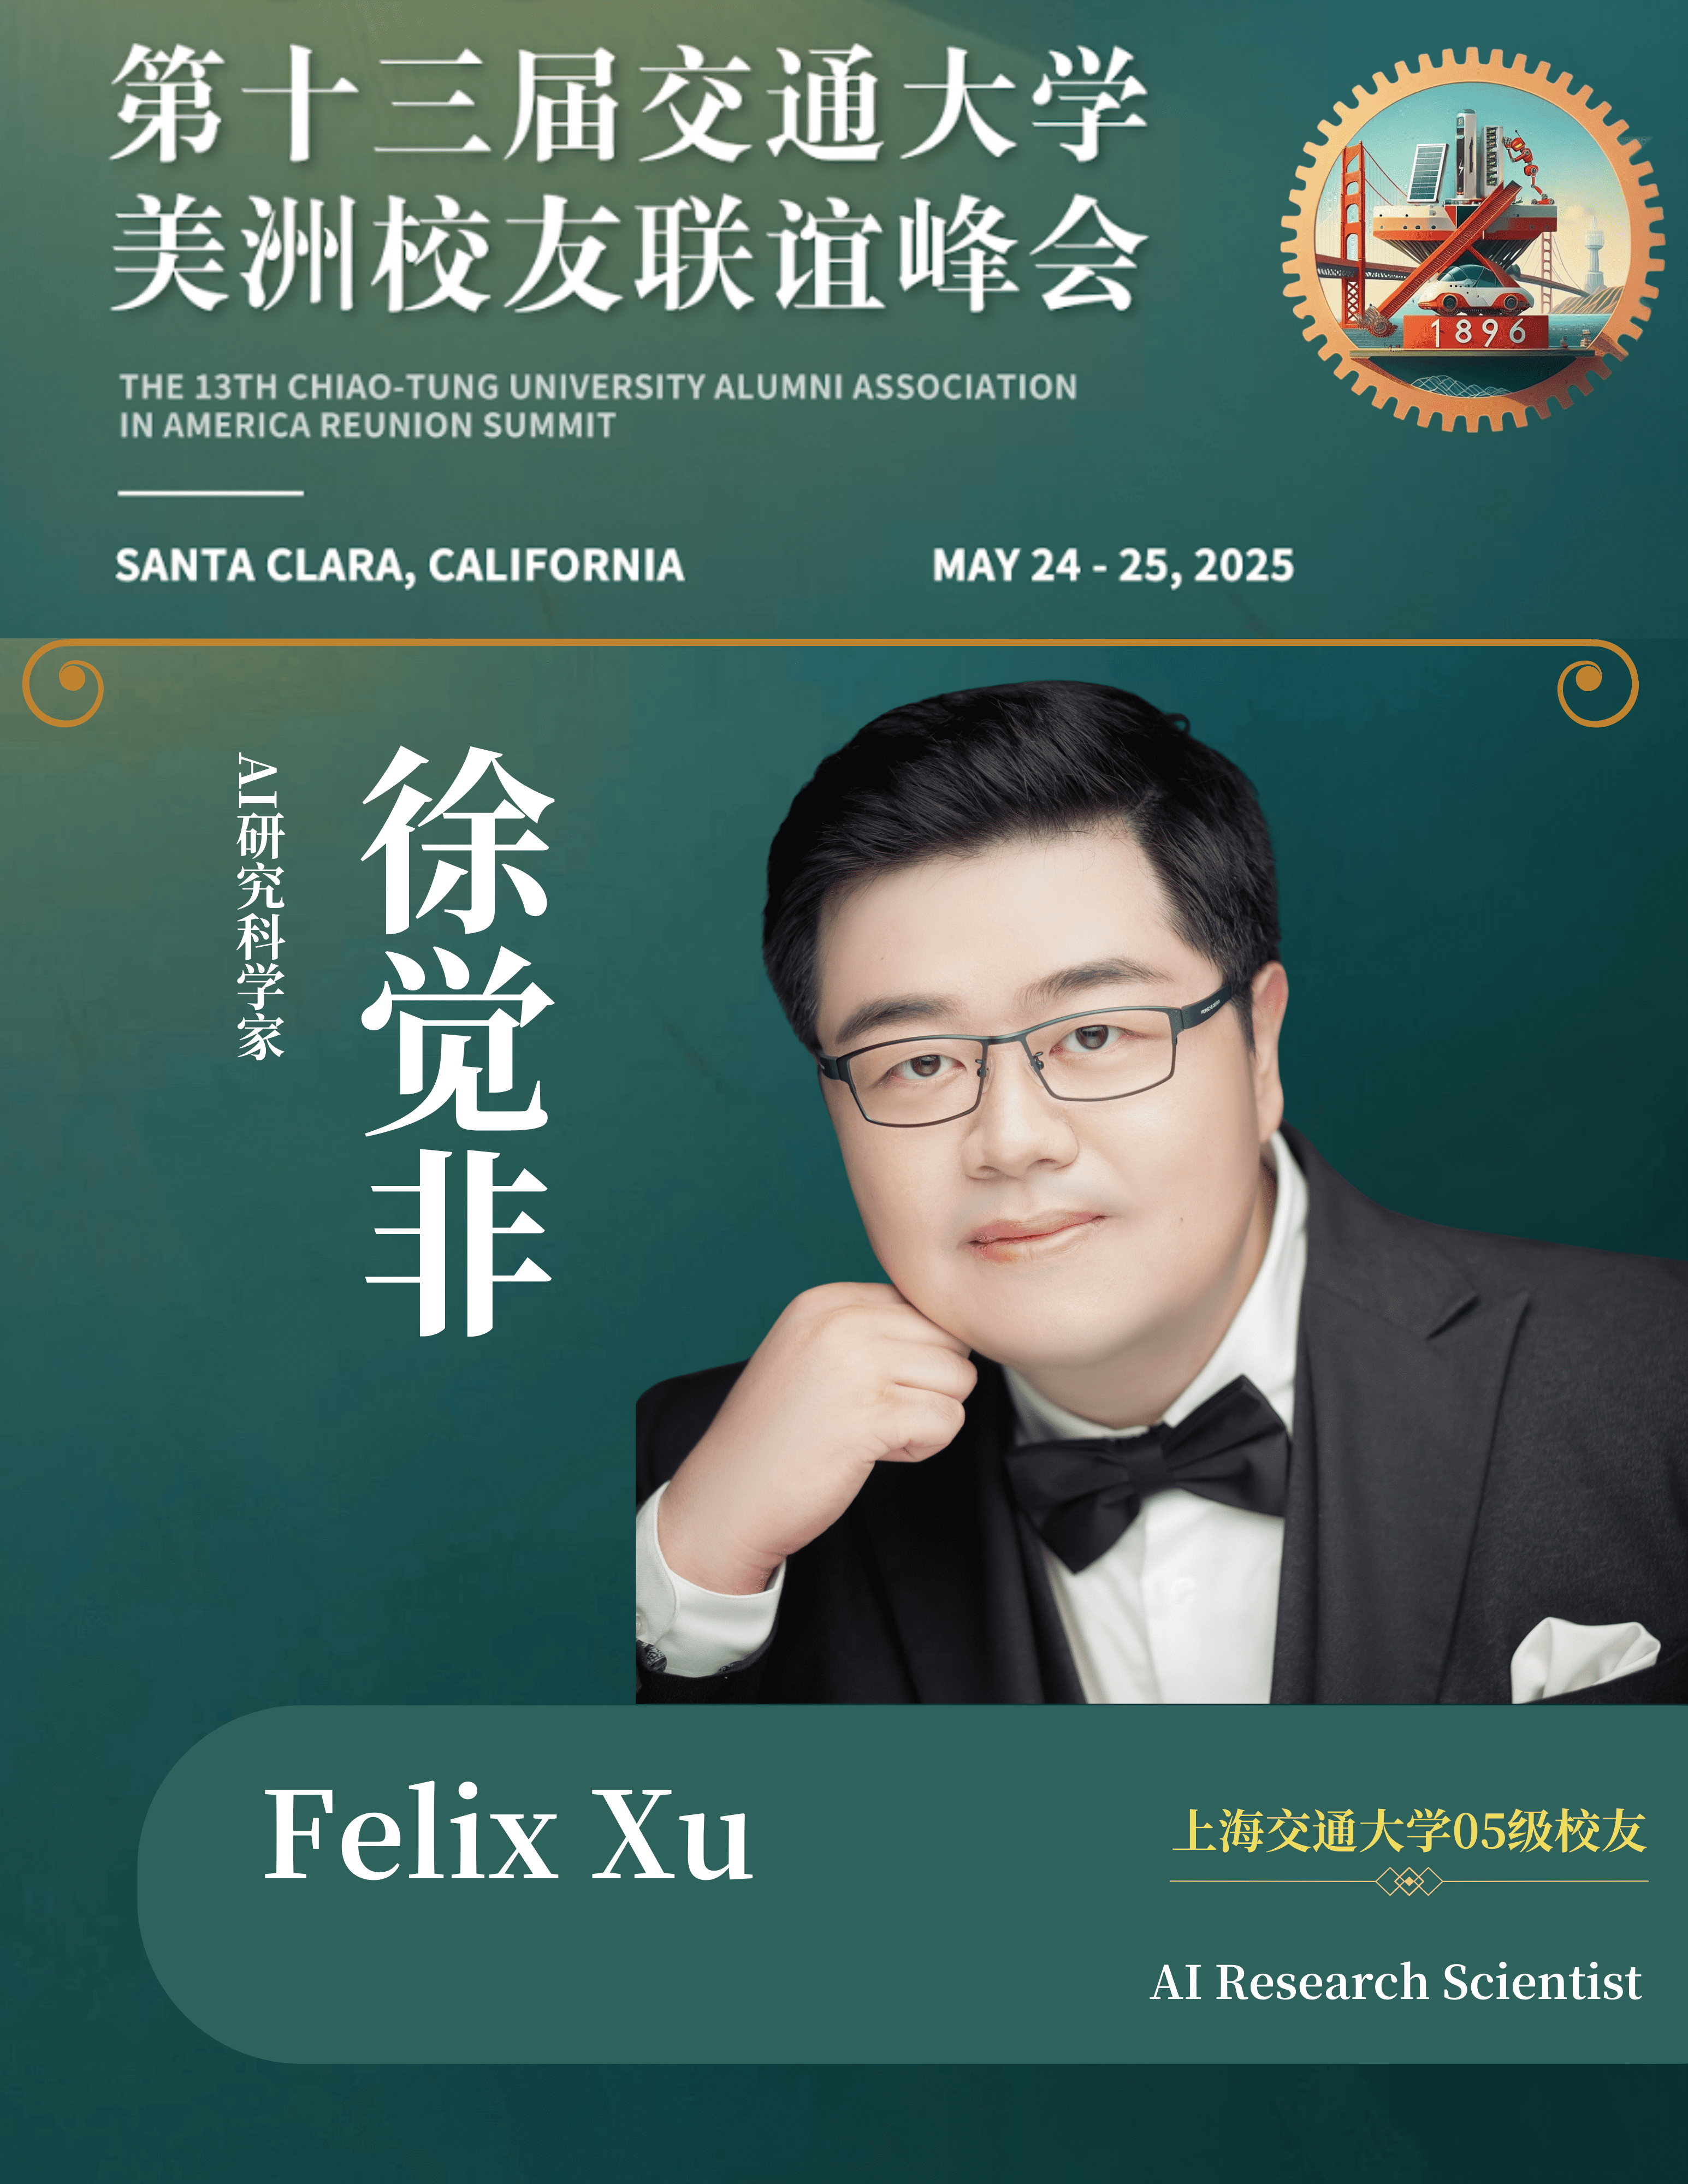 第十三届交通大学
美洲校友联谊峰会
THE 13TH CHIAO-TUNG UNIVERSITY ALUMNI ASSOCIATION
IN AMERICA REUNION SUMMIT
1896
SANTA CLARA, CALIFORNIA
MAY 24 - 25, 2025
徐觉非
AI研究科学家
Felix Xu
上海交通大学05级校友
AI Research Scientist